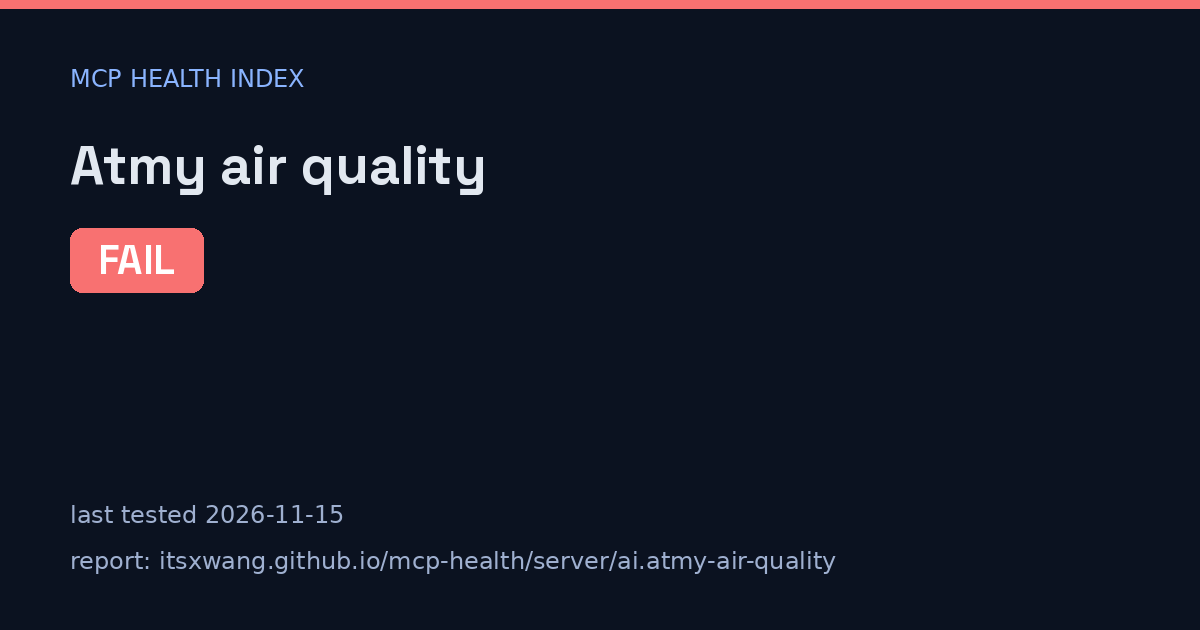 MCP HEALTH INDEX
Atmy air quality
FAIL
last tested 2026-11-15
report: itsxwang.github.io/mcp-health/server/ai.atmy-air-quality